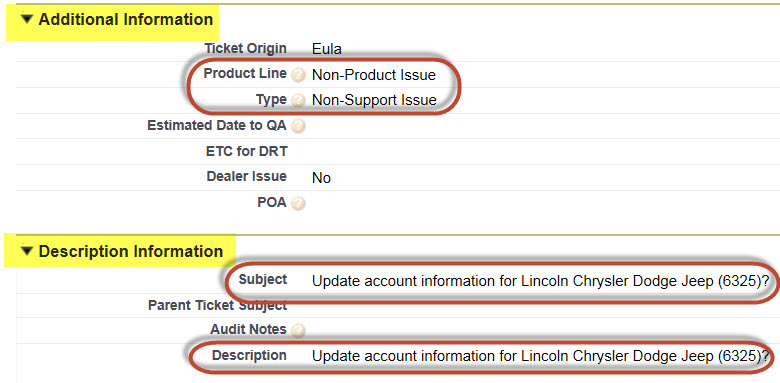 Additional Information
Ticket Origin Eula
Product Line ? Non-Product Issue
Type ? Non-Support Issue
Estimated Date to QA ?
ETC for DRT
Dealer Issue No
POA ?
Description Information
Subject Update account information for Lincoln Chrysler Dodge Jeep (6325)?
Parent Ticket Subject
Audit Notes ?
Description Update account information for Lincoln Chrysler Dodge Jeep (6325)?